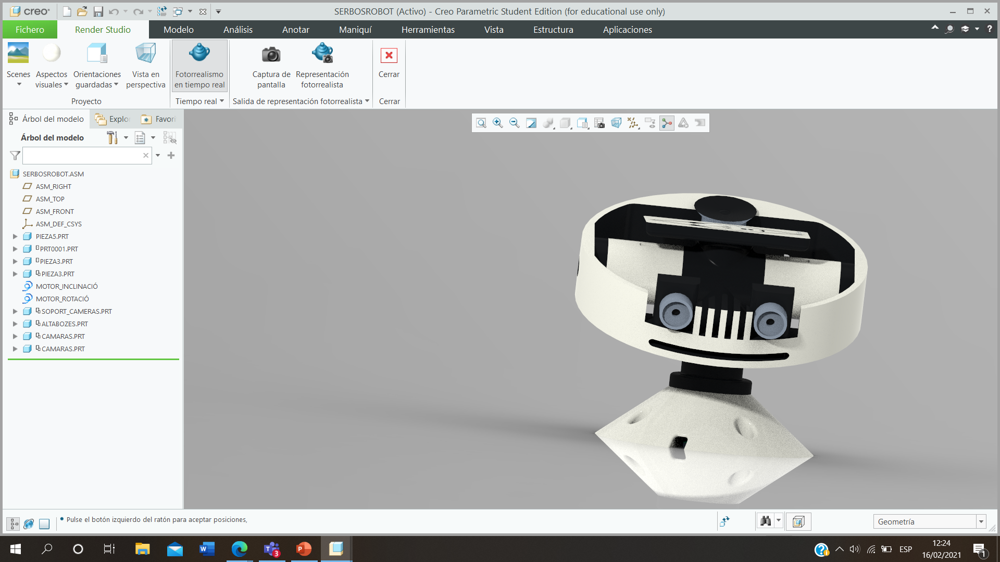 creo
SERBOSROBOT (Activo) - Creo Parametric Student Edition (for educational use only)
Fichero Render Studio Modelo Análisis Anotar Maniquí Herramientas Vista Estructura Aplicaciones
Scenes
Aspectos
visuales
Orientaciones
guardadas
Vista en
perspectiva
Fotorrealismo
en tiempo real
Captura de
pantalla
Representación
fotorrealista
Cerrar
Proyecto
Tiempo real
Salida de representación fotorrealista
Cerrar
Árbol del modelo Explo Favori
Árbol del modelo
SERBOSROBOT.ASM
ASM_RIGHT
ASM_TOP
ASM_FRONT
ASM_DEF_CSYS
PIEZA5.PRT
PRT0001.PRT
PIEZA3.PRT
PIEZA3.PRT
MOTOR_INCLINACIÓ
MOTOR_ROTACIÓ
SOPORT_CAMERAS.PRT
ALTABOZES.PRT
CAMARAS.PRT
CAMARAS.PRT
Pulse el botón izquierdo del ratón para aceptar posiciones,
Geometría
ESP
12:24
16/02/2021
3
1